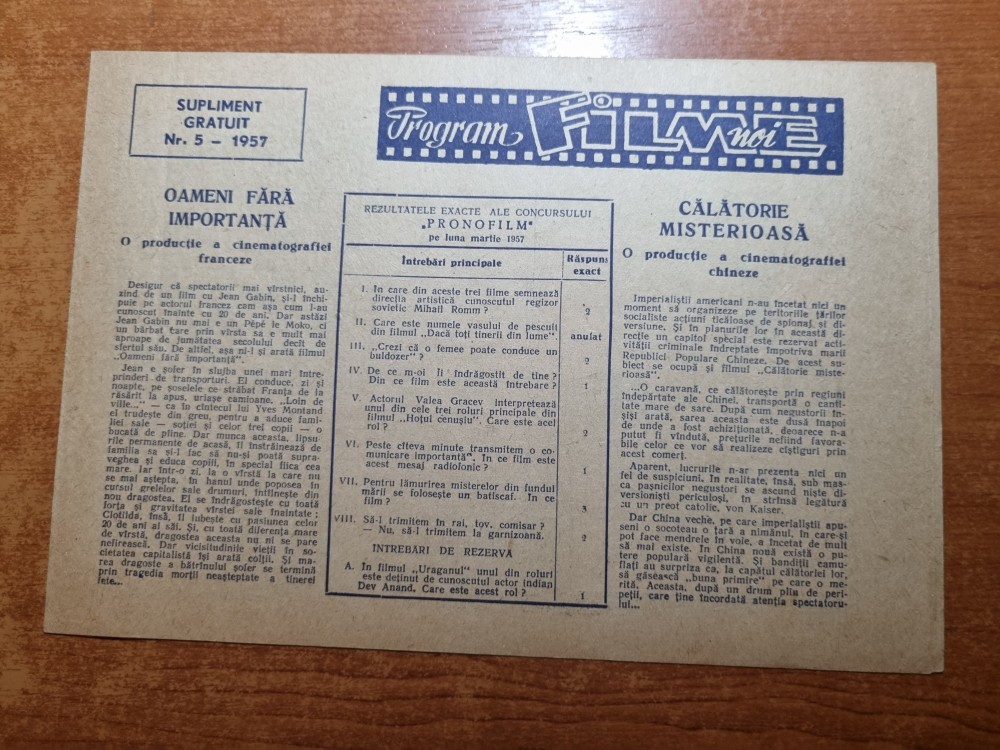 SUPLIMENT
GRATUIT
Nr. 5 – 1957
Program FILME noi
OAMENI FĂRĂ
IMPORTANȚĂ
O producție a cinematografiei
franceze
Desigur că spectatorii mai vîrstnici, au-
zind de un film cu Jean Gabin, și-l închi-
puie pe actorul francez cam așa cum l-au
cunoscut înainte cu 20 de ani. Dar astăzi
Jean Gabin nu mai e un Pépé le Moko, ci
un bărbat care prin vîrsta sa e mult mai
aproape de jumătatea secolului decît de
sfertul său. De altfel, așa ni-l și arată filmul
„Oameni fără importanță".
Jean e șofer în slujba unei mari între-
prinderi de transporturi. El conduce, zi și
noapte, pe șoselele ce străbat Franța de la
răsărit la apus, uriașe camioane. „Loin de
ville..." — ca în cîntecul lui Yves Montand
el trudește din greu, pentru a aduce fami-
liei sale — soției și celor trei copii — o
bucată de pîine. Dar munca aceasta, lipsu-
rile permanente de acasă, îl înstrăinează de
familia sa și-l fac să nu-și poată supra-
veghea și educa copiii, în special fiica cea
mare. Iar într-o zi, la o vîrstă la care nu
se mai aștepta, în hanul unde poposea în
cursul grelelor sale drumuri, întîlnește din
nou dragostea. El se îndrăgostește cu toată
forța și gravitatea vîrstei sale înaintate:
Clotilda, însă, îl iubește cu pasiunea celor
20 de ani ai săi. Și, cu toată diferența mare
de vîrstă, dragostea aceasta nu ni se pare
nefirească. Dar vicisitudinile vieții în so-
cietatea capitalistă își arată colții. Și ma-
rea dragoste a bătrînului șofer se termină
prin tragedia morții neașteptate a tinerei
fete...
REZULTATELE EXACTE ALE CONCURSULUI
„PRONOFILM"
pe luna martie 1957
Întrebări principale
Răspuns
exact
I. În care din aceste trei filme semnează
direcția artistică cunoscutul regizor
sovietic Mihail Romm ?
2
II. Care este numele vasului de pescuit
din filmul „Dacă toți tinerii din lume".
anulat
III. „Crezi că o femee poate conduce un
buldozer" ?
2
IV. De ce m-oi fi îndrăgostit de tine ?
Din ce film este această întrebare ?
1
V. Actorul Valea Gracev interpretează
unul din cele trei roluri principale din
filmul „Hoțul cenușiu". Care este acel
rol ?
2
VI. Peste cîteva minute transmitem o co-
municare importantă". În ce film este
acest mesaj radiofonic ?
1
VII. Pentru lămurirea misterelor din fundul
mării se folosește un batiscaf. În ce
film ?
3
VIII. Să-l trimitem în rai, tov. comisar ?
— Nu, să-l trimitem la garnizoană.
2
ÎNTREBĂRI DE REZERVĂ
A. În filmul „Uraganul" unul din roluri
este deținut de cunoscutul actor indian
Dev Anand. Care este acest rol ?
1
CĂLĂTORIE
MISTERIOASĂ
O producție a cinematografiei
chineze
Imperialiștii americani n-au încetat nici un
moment să organizeze pe teritoriile țărilor
socialiste acțiuni ticăloase de spionaj și di-
versiune. Și în planurile lor în această di-
recție un capitol special este rezervat acti-
vității criminale îndreptate împotriva marii
Republici Populare Chineze. De acest su-
biect se ocupă și filmul „Călătorie miste-
rioasă".
...O caravană, ce călătorește prin regiuni
îndepărtate ale Chinei, transportă o canti-
tate mare de sare. După cum negustorii în-
șiși arată, sarea aceasta este dusă înapoi
de unde a fost achiziționată, deoarece n-a
putut fi vîndută, prețurile nefiind favora-
bile celor ce vor să realizeze cîștiguri prin
acest comerț.
Aparent, lucrurile n-ar prezenta nici un
fel de suspiciuni. În realitate, însă, sub mas-
ca pașnicilor negustori se ascund niște di-
versioniști periculoși, în strînsă legătură
cu un preot catolic, von Kaiser.
Dar China veche, pe care imperialiștii apu-
seni o socoteau o țară a nimănui, în care-și
pot face mendrele în voie, a încetat de mult
să mai existe. În China nouă există o pu-
tere populară vigilentă. Și bandiții camu-
flați au surpriza ca, la capătul călătoriei lor,
să găsească „buna primire" pe care o me-
rită. Aceasta, după un drum plin de peri-
peții, care ține încordată atenția spectatoru-
lui...